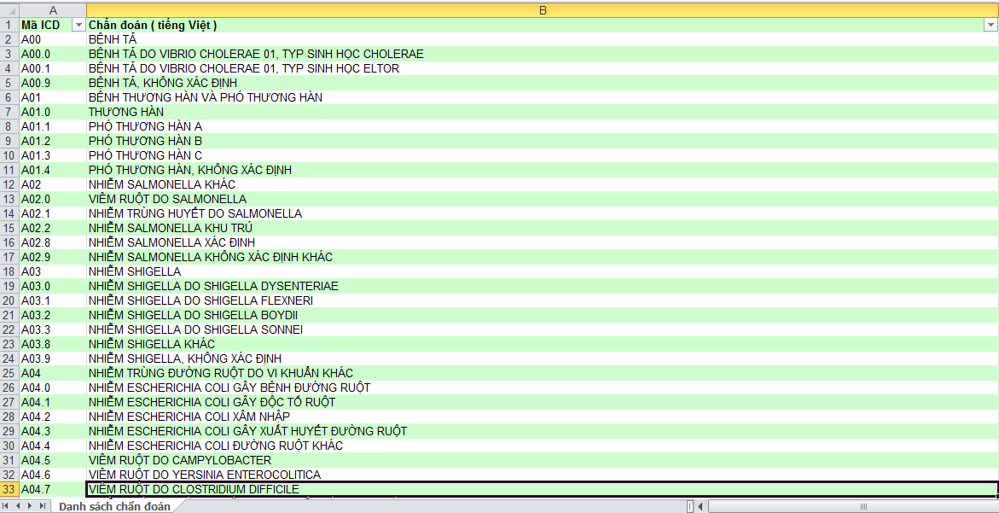 A B
1 Mã ICD Chẩn đoán ( tiếng Việt )
2 A00 BỆNH TẢ
3 A00.0 BỆNH TẢ DO VIBRIO CHOLERAE 01, TYP SINH HỌC CHOLERAE
4 A00.1 BỆNH TẢ DO VIBRIO CHOLERAE 01, TYP SINH HỌC ELTOR
5 A00.9 BỆNH TẢ, KHÔNG XÁC ĐỊNH
6 A01 BỆNH THƯƠNG HÀN VÀ PHÓ THƯƠNG HÀN
7 A01.0 THƯƠNG HÀN
8 A01.1 PHÓ THƯƠNG HÀN A
9 A01.2 PHÓ THƯƠNG HÀN B
10 A01.3 PHÓ THƯƠNG HÀN C
11 A01.4 PHÓ THƯƠNG HÀN, KHÔNG XÁC ĐỊNH
12 A02 NHIỄM SALMONELLA KHÁC
13 A02.0 VIÊM RUỘT DO SALMONELLA
14 A02.1 NHIỄM TRÙNG HUYẾT DO SALMONELLA
15 A02.2 NHIỄM SALMONELLA KHU TRÚ
16 A02.8 NHIỄM SALMONELLA XÁC ĐỊNH
17 A02.9 NHIỄM SALMONELLA KHÔNG XÁC ĐỊNH KHÁC
18 A03 NHIỄM SHIGELLA
19 A03.0 NHIỄM SHIGELLA DO SHIGELLA DYSENTERIAE
20 A03.1 NHIỄM SHIGELLA DO SHIGELLA FLEXNERI
21 A03.2 NHIỄM SHIGELLA DO SHIGELLA BOYDII
22 A03.3 NHIỄM SHIGELLA DO SHIGELLA SONNEI
23 A03.8 NHIỄM SHIGELLA KHÁC
24 A03.9 NHIỄM SHIGELLA, KHÔNG XÁC ĐỊNH
25 A04 NHIỄM TRÙNG ĐƯỜNG RUỘT DO VI KHUẨN KHÁC
26 A04.0 NHIỄM ESCHERICHIA COLI GÂY BỆNH ĐƯỜNG RUỘT
27 A04.1 NHIỄM ESCHERICHIA COLI GÂY ĐỘC TỐ RUỘT
28 A04.2 NHIỄM ESCHERICHIA COLI XÂM NHẬP
29 A04.3 NHIỄM ESCHERICHIA COLI GÂY XUẤT HUYẾT ĐƯỜNG RUỘT
30 A04.4 NHIỄM ESCHERICHIA COLI ĐƯỜNG RUỘT KHÁC
31 A04.5 VIÊM RUỘT DO CAMPYLOBACTER
32 A04.6 VIÊM RUỘT DO YERSINIA ENTEROCOLITICA
33 A04.7 VIÊM RUỘT DO CLOSTRIDIUM DIFFICILE
Danh sách chẩn đoán